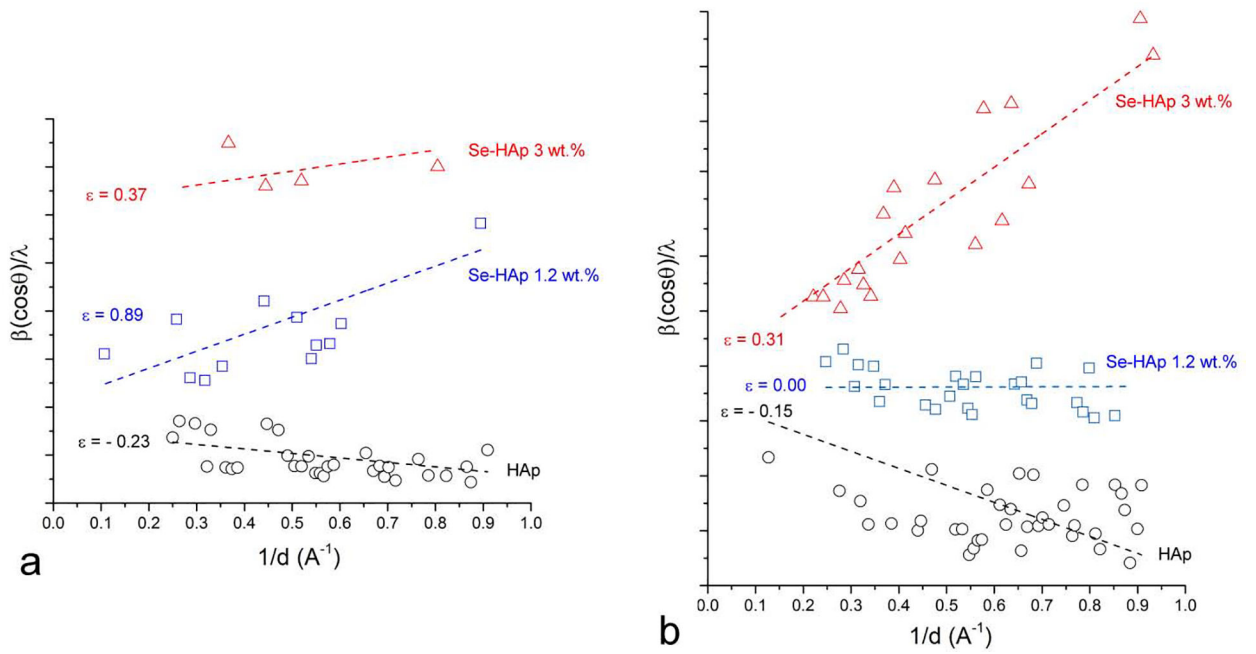 Se-HAp 3 wt.%
ε = 0.37
Se-HAp 1.2 wt.%
ε = 0.89
ε = - 0.23
HAp
β(cosθ)/λ
0.0 0.1 0.2 0.3 0.4 0.5 0.6 0.7 0.8 0.9 1.0
1/d (A⁻¹)
a
Se-HAp 3 wt.%
ε = 0.31
Se-HAp 1.2 wt.%
ε = 0.00
ε = - 0.15
HAp
β(cosθ)/λ
0.0 0.1 0.2 0.3 0.4 0.5 0.6 0.7 0.8 0.9 1.0
1/d (A⁻¹)
b